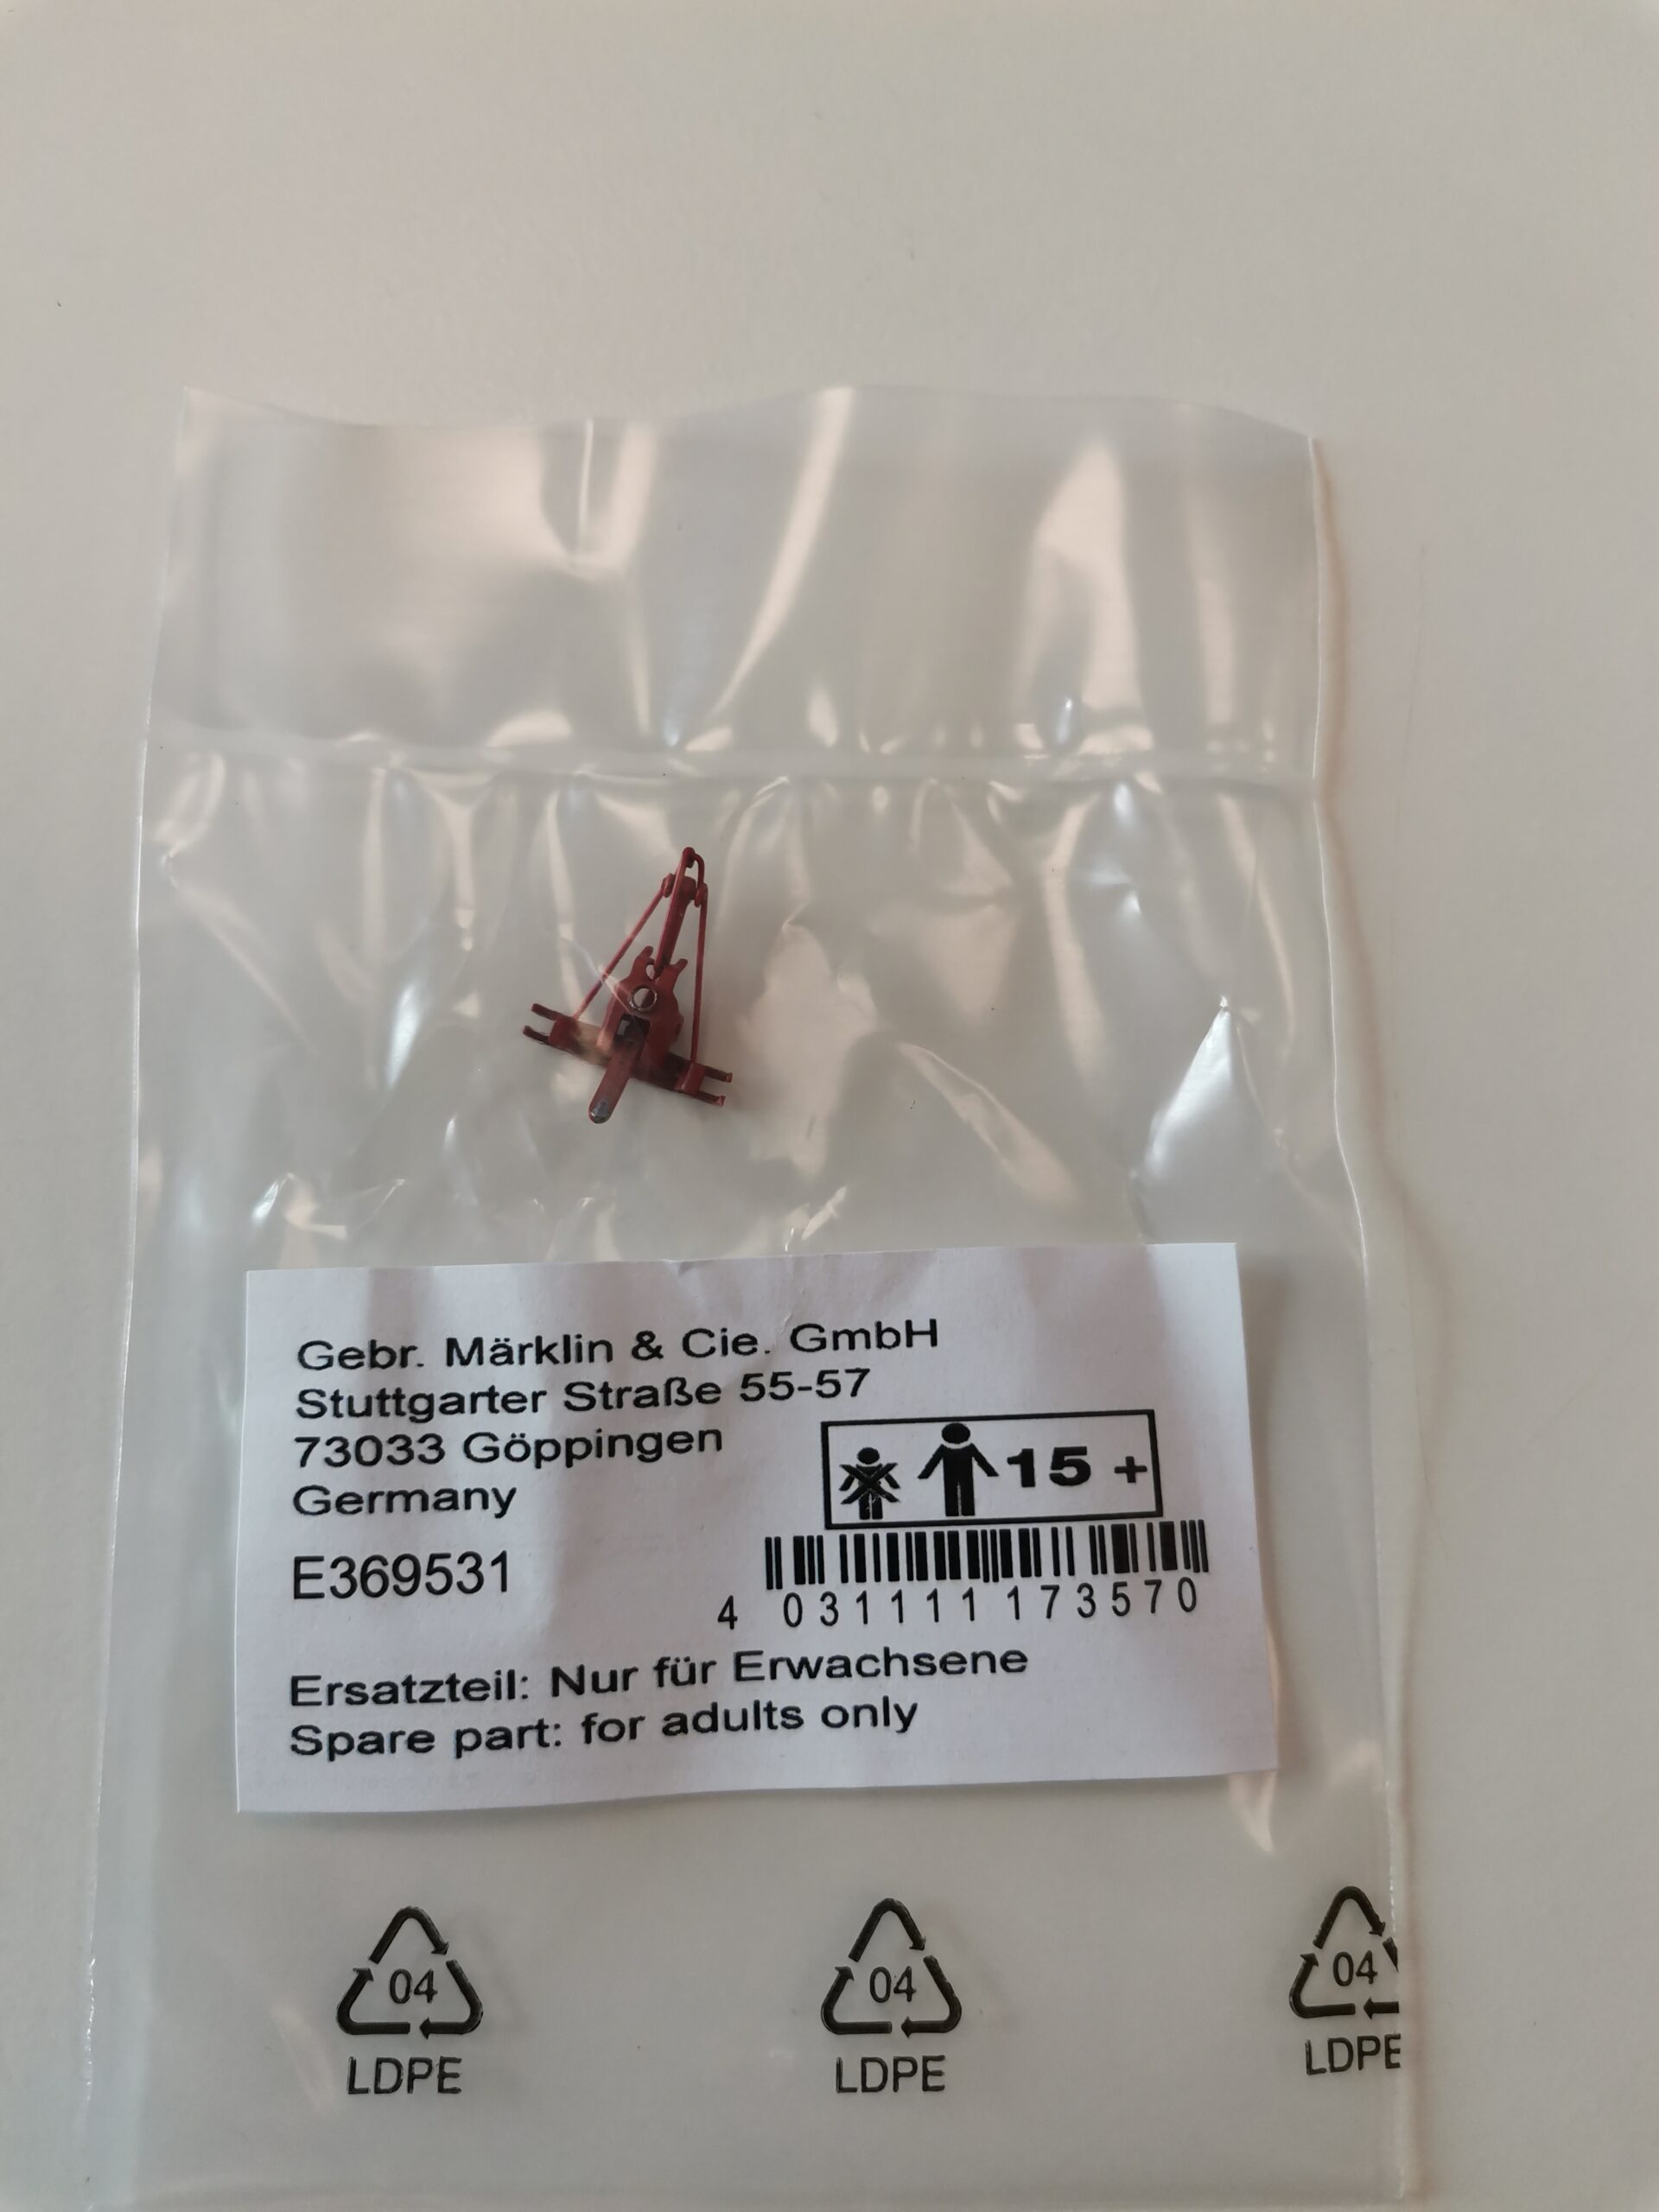 Gebr. Märklin & Cie. GmbH
Stuttgarter Straße 55-57
73033 Göppingen
Germany
15 +
E369531
4 031111 173570
Ersatzteil: Nur für Erwachsene
Spare part: for adults only
04
LDPE
04
LDPE
04
LDPE